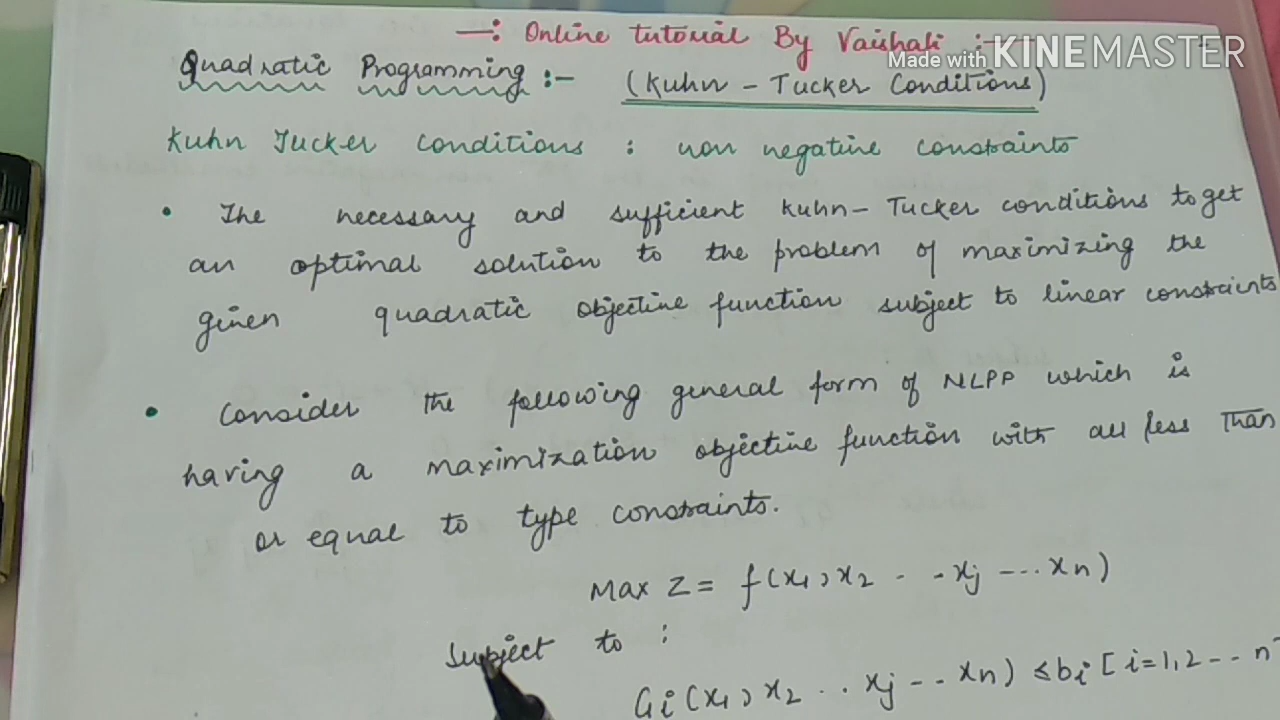 —: Online tutorial By Vaishali :-
Made with KINEMASTER
Quadratic Programming :- (Kuhn - Tucker Conditions)
Kuhn Tucker conditions : non negative constraints
• The necessary and sufficient Kuhn - Tucker conditions to get
an optimal solution to the problem of maximizing the
given quadratic objective function subject to linear constraints
• Consider the following general form of NLPP which is
having a maximization objective function with all less than
or equal to type constraints.
Max Z = f(x1, x2 - - xj --- xn)
Subject to :
Gi (x1, x2 .. xj -- .. xn) ≤ bi [i=1,2 -- .. n